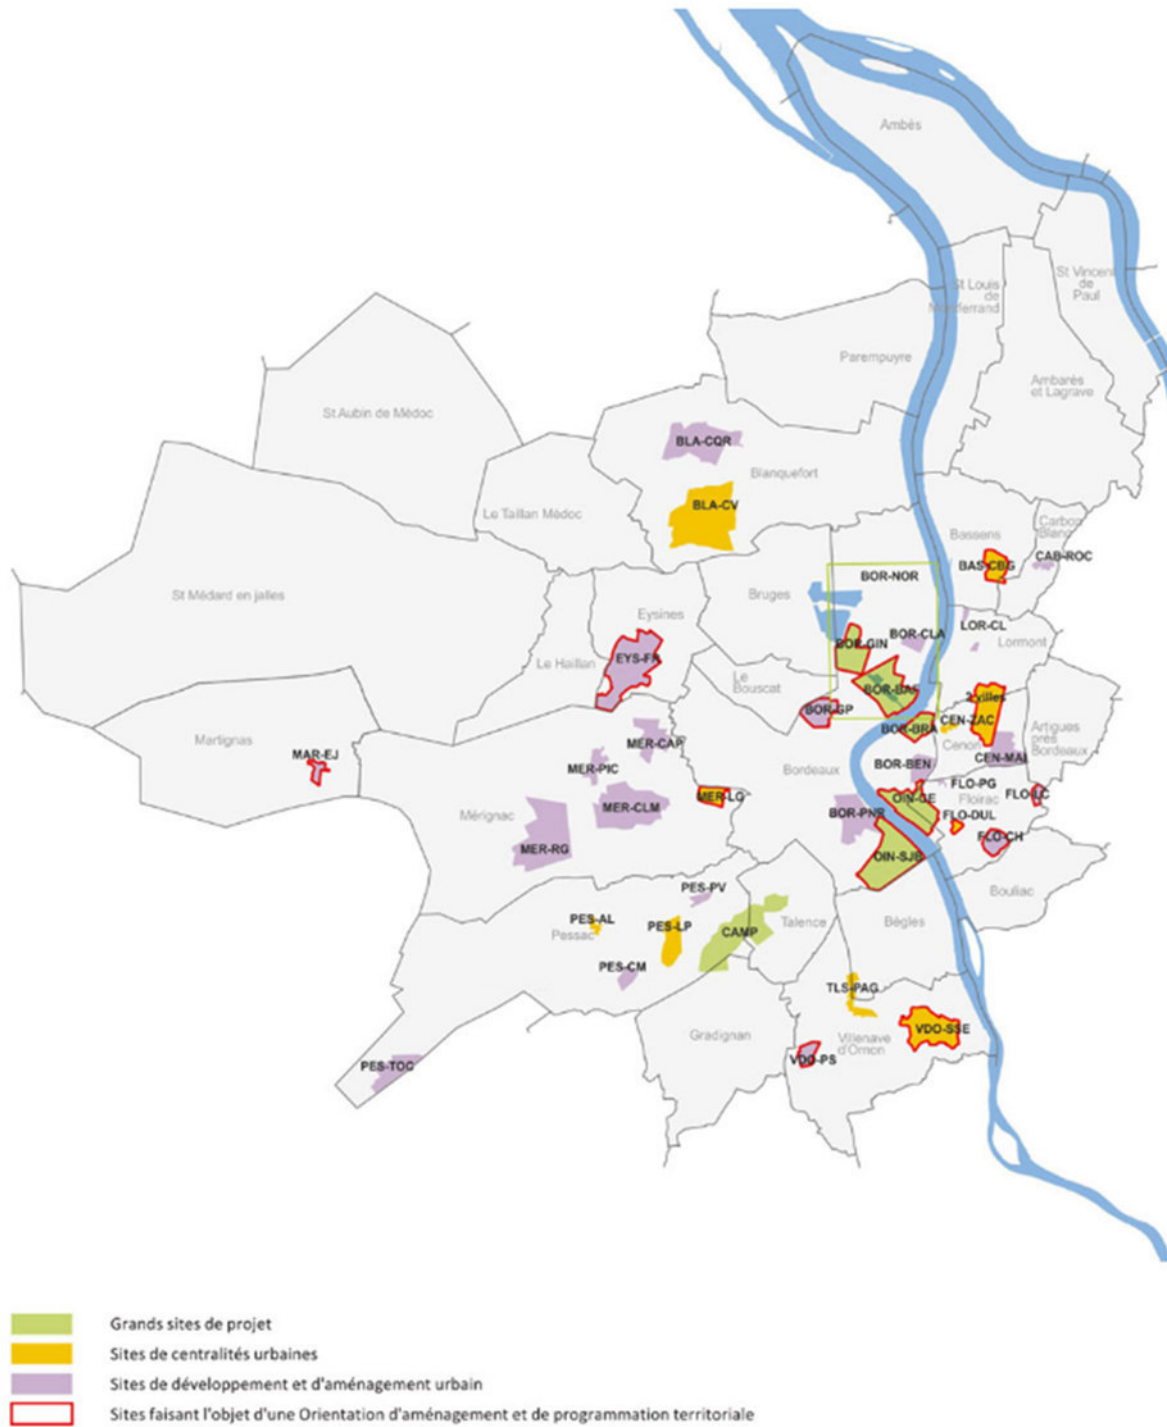 Ambès
St Vincent
de
Paul
St Louis
de
Montferrand
Parempuyre
Ambarès
et Lagrave
St Aubin de Médoc
BLA-CQR
Blanquefort
BLA-CV
Le Taillan Médoc
Carbon
Blanc
Bassens
CAB-ROC
BAS-CBG
BOR-NOR
St Médard en jalles
Bruges
Eysines
LOR-CL
BOR-CLA
Lormont
BOR-GIN
EYS-FR
Le Haillan
Le
Bouscat
BOR-BAF
3 villes
BOR-GP
CEN-ZAC
BOR-BRA
Artigues
près
Bordeaux
Martignas
MER-CAP
Cenon
MAR-EJ
CEN-MAI
MER-PIC
Bordeaux
BOR-BEN
FLO-PG
MER-LG
OIN-GE
Floirac
FLO-LC
MER-CLM
BOR-PNR
FLO-DUL
Mérignac
FLO-CH
MER-RG
OIN-SJB
PES-PV
Bouliac
PES-AL
PES-LP
CAMP
Talence
Bègles
Pessac
PES-CM
TLS-PAG
Gradignan
Villenave
d'Ornon
VDO-SSE
VDO-PS
PES-TOC
Grands sites de projet
Sites de centralités urbaines
Sites de développement et d'aménagement urbain
Sites faisant l'objet d'une Orientation d'aménagement et de programmation territoriale